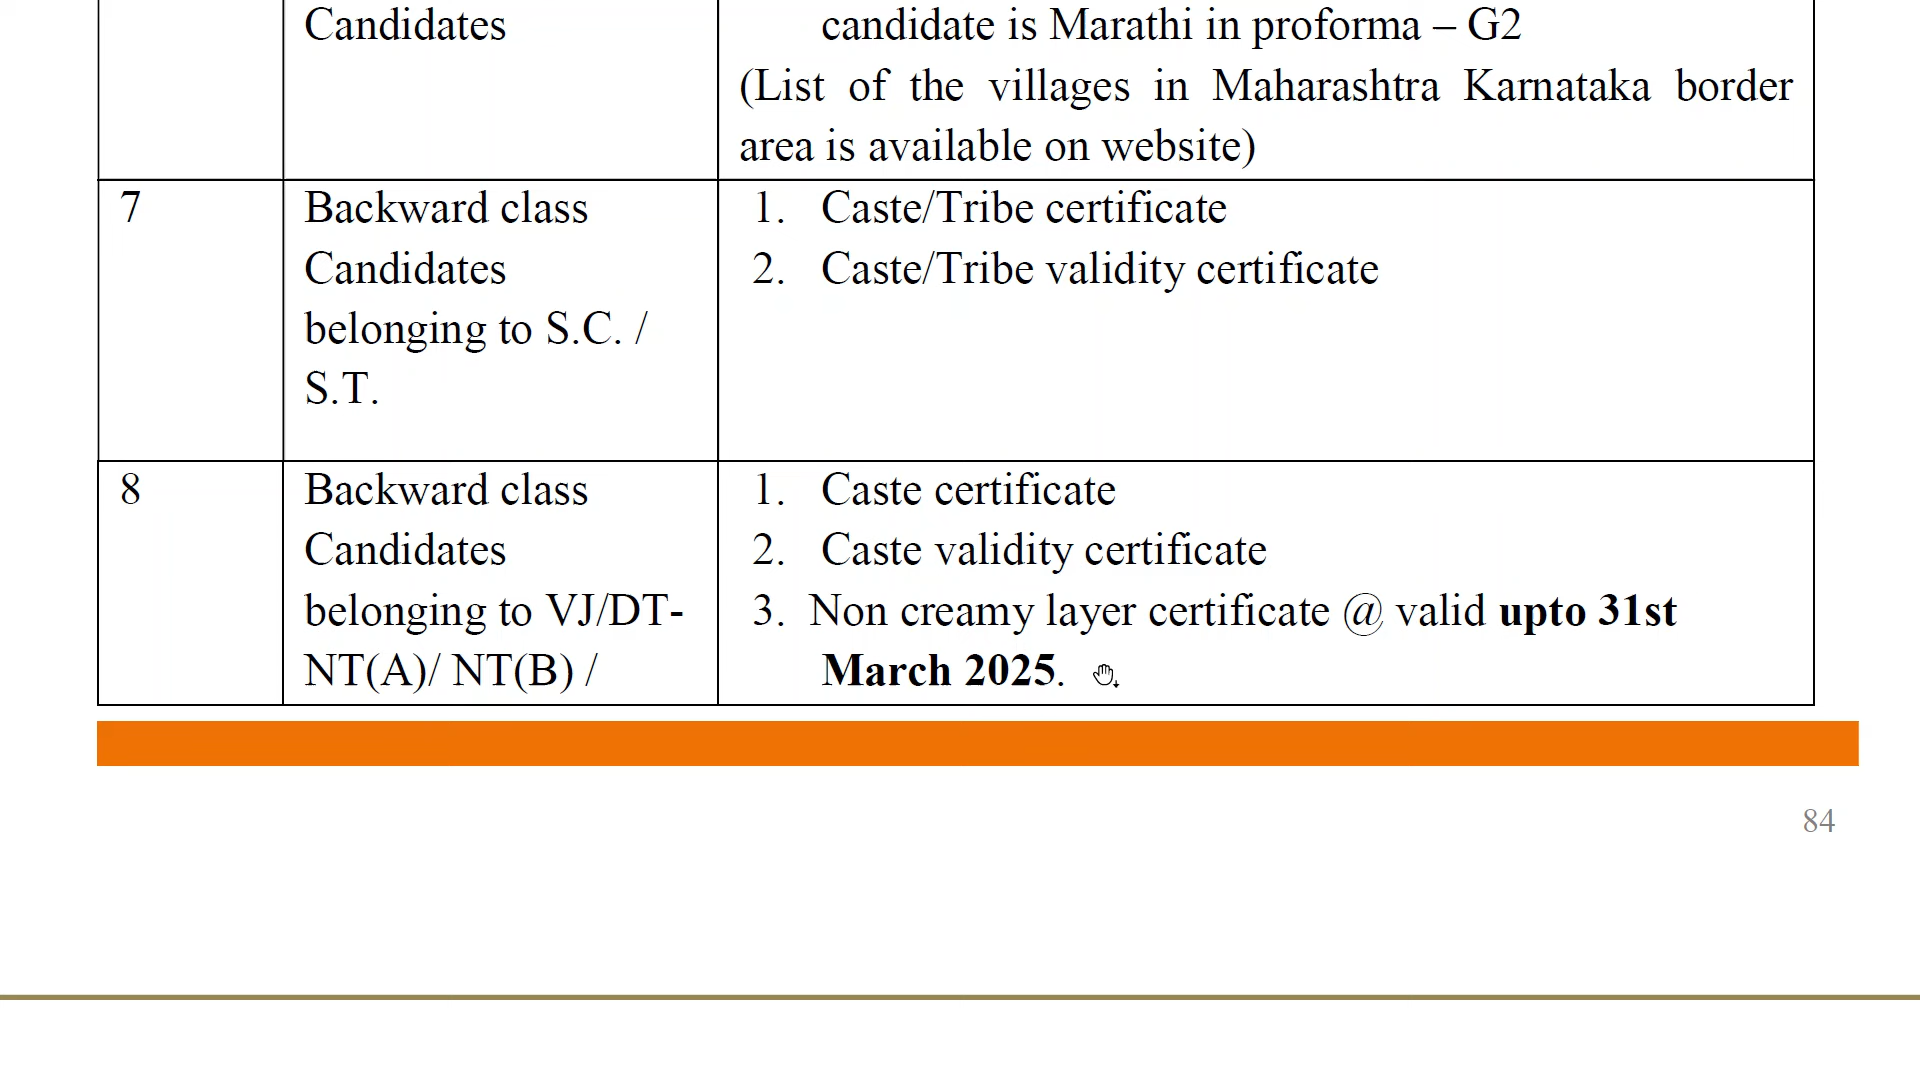 Candidates
candidate is Marathi in proforma – G2
(List of the villages in Maharashtra Karnataka border
area is available on website)
7
Backward class
Candidates
belonging to S.C. /
S.T.
1. Caste/Tribe certificate
2. Caste/Tribe validity certificate
8
Backward class
Candidates
belonging to VJ/DT-
NT(A)/ NT(B) /
1. Caste certificate
2. Caste validity certificate
3. Non creamy layer certificate @ valid upto 31st
March 2025.
84